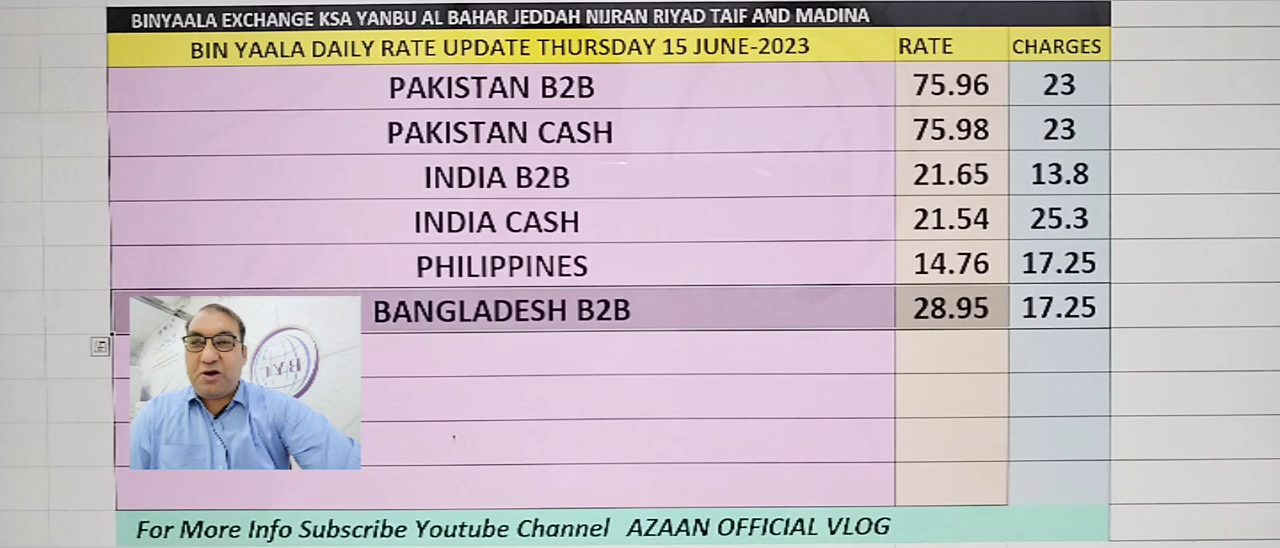 BINYAALA EXCHANGE KSA YANBU AL BAHAR JEDDAH NIJRAN RIYAD TAIF AND MADINA
BIN YAALA DAILY RATE UPDATE THURSDAY 15 JUNE-2023 RATE CHARGES
PAKISTAN B2B 75.96 23
PAKISTAN CASH 75.98 23
INDIA B2B 21.65 13.8
INDIA CASH 21.54 25.3
PHILIPPINES 14.76 17.25
BANGLADESH B2B 28.95 17.25
For More Info Subscribe Youtube Channel AZAAN OFFICIAL VLOG